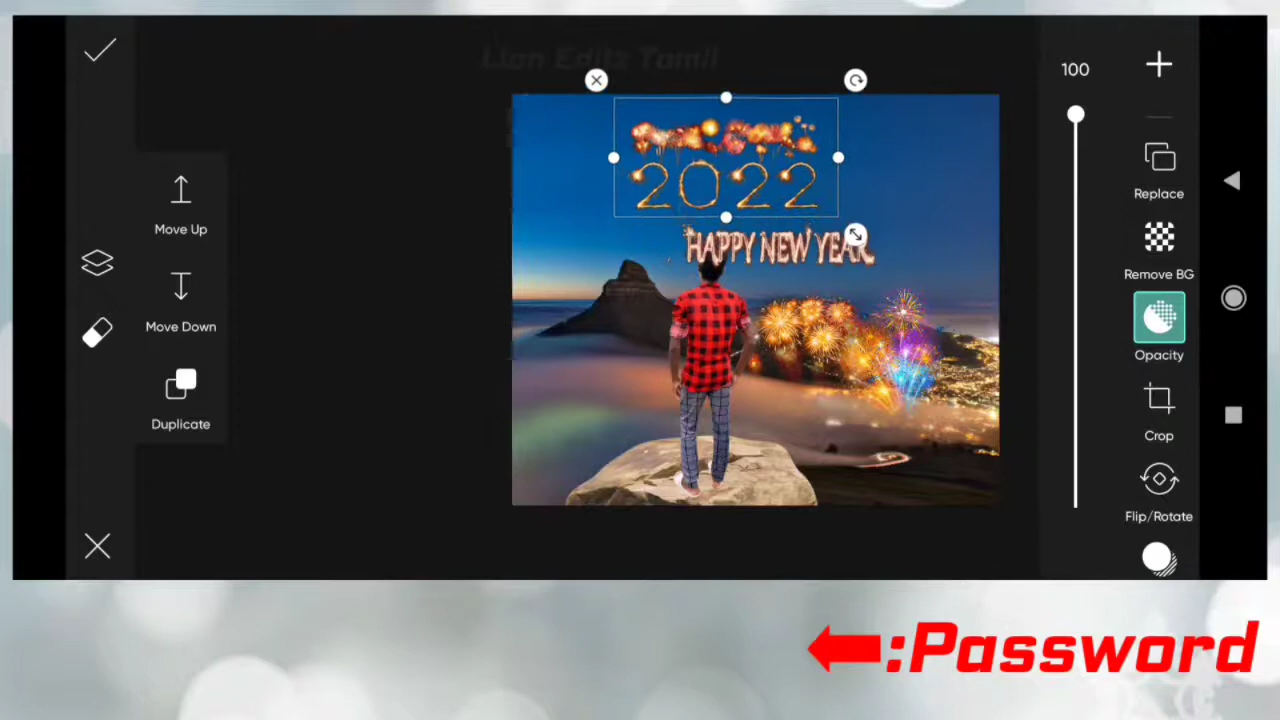 Lion Edits Tamil
100
Replace
Move Up
Remove BG
2022
HAPPY NEW YEAR
Move Down
Opacity
Duplicate
Crop
Flip/Rotate
:Password